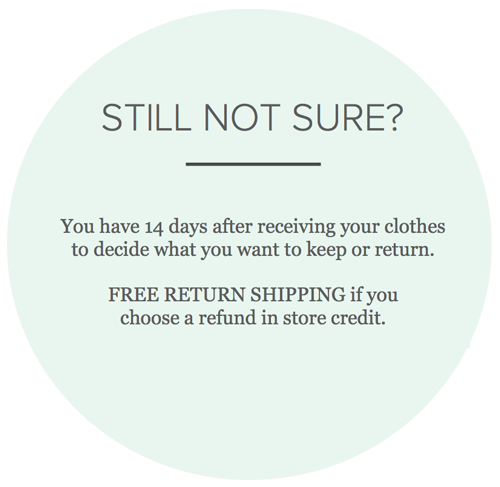 STILL NOT SURE?
You have 14 days after receiving your clothes
to decide what you want to keep or return.
FREE RETURN SHIPPING if you
choose a refund in store credit.